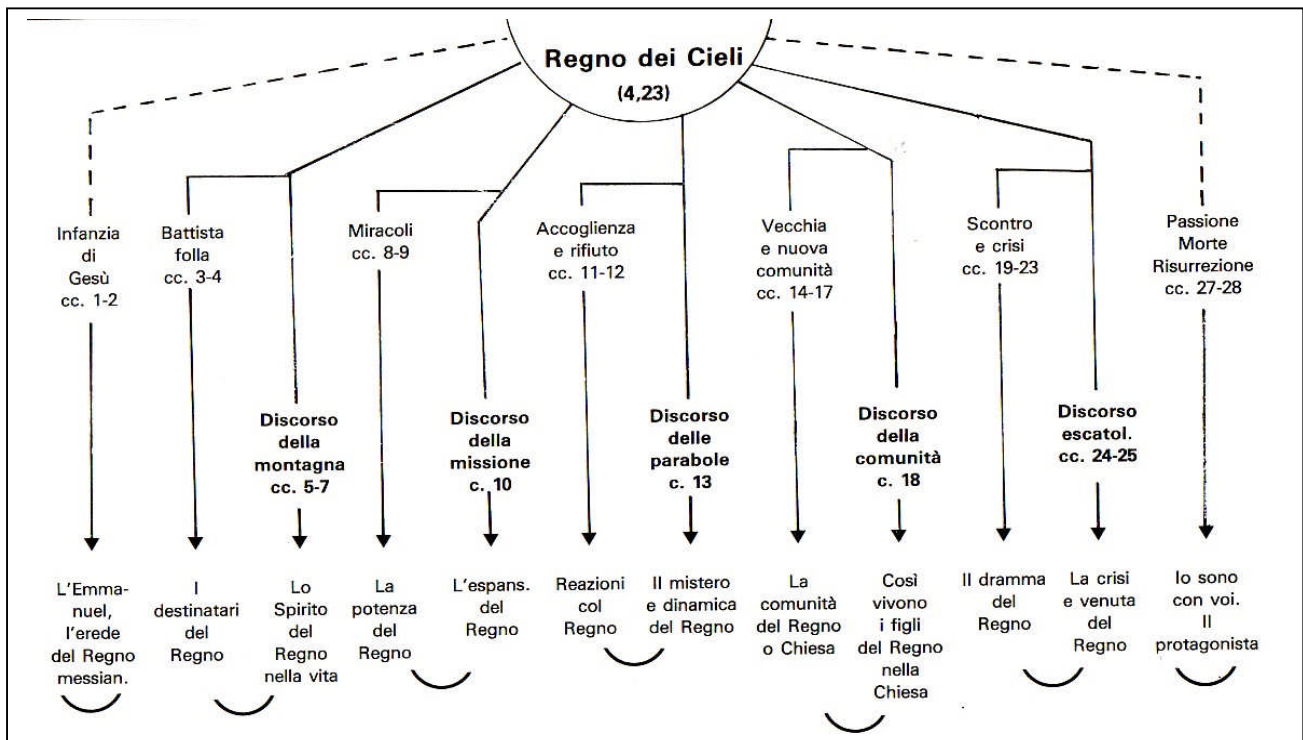 Regno dei Cieli
(4,23)
Infanzia
di
Gesù
cc. 1-2
Battista
folla
cc. 3-4
Miracoli
cc. 8-9
Accoglienza
e rifiuto
cc. 11-12
Vecchia
e nuova
comunità
cc. 14-17
Scontro
e crisi
cc. 19-23
Passione
Morte
Risurrezione
cc. 27-28
Discorso
della
montagna
cc. 5-7
Discorso
della
missione
c. 10
Discorso
delle
parabole
c. 13
Discorso
della
comunità
c. 18
Discorso
escatol.
cc. 24-25
L'Emma-
nuel,
l'erede
del Regno
messian.
I
destinatari
del
Regno
Lo
Spirito
del
Regno
nella vita
La
potenza
del
Regno
L'espans.
del
Regno
Reazioni
col
Regno
Il mistero
e dinamica
del Regno
La
comunità
del Regno
o Chiesa
Così
vivono
i figli
del Regno
nella
Chiesa
Il dramma
del
Regno
La crisi
e venuta
del
Regno
Io sono
con voi.
Il
protagonista